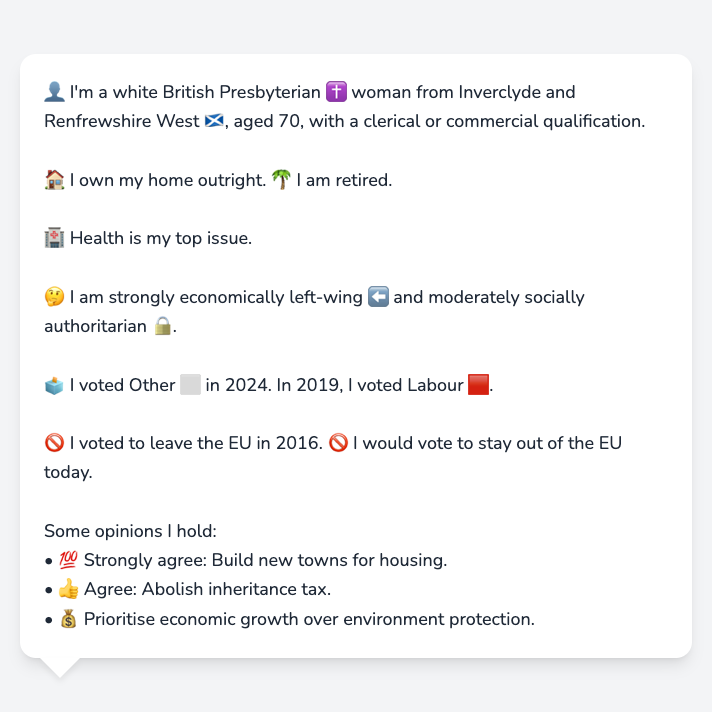 👤 I'm a white British Presbyterian ✝️ woman from Inverclyde and
Renfrewshire West 🏴󠁧󠁢󠁳󠁣󠁴󠁿, aged 70, with a clerical or commercial qualification.
🏠 I own my home outright. 🌴 I am retired.
🏥 Health is my top issue.
🤔 I am strongly economically left-wing ⬅️ and moderately socially
authoritarian 🔒.
🗳️ I voted Other ⬜ in 2024. In 2019, I voted Labour 🟥.
🚫 I voted to leave the EU in 2016. 🚫 I would vote to stay out of the EU
today.
Some opinions I hold:
• 💯 Strongly agree: Build new towns for housing.
• 👍 Agree: Abolish inheritance tax.
• 💰 Prioritise economic growth over environment protection.